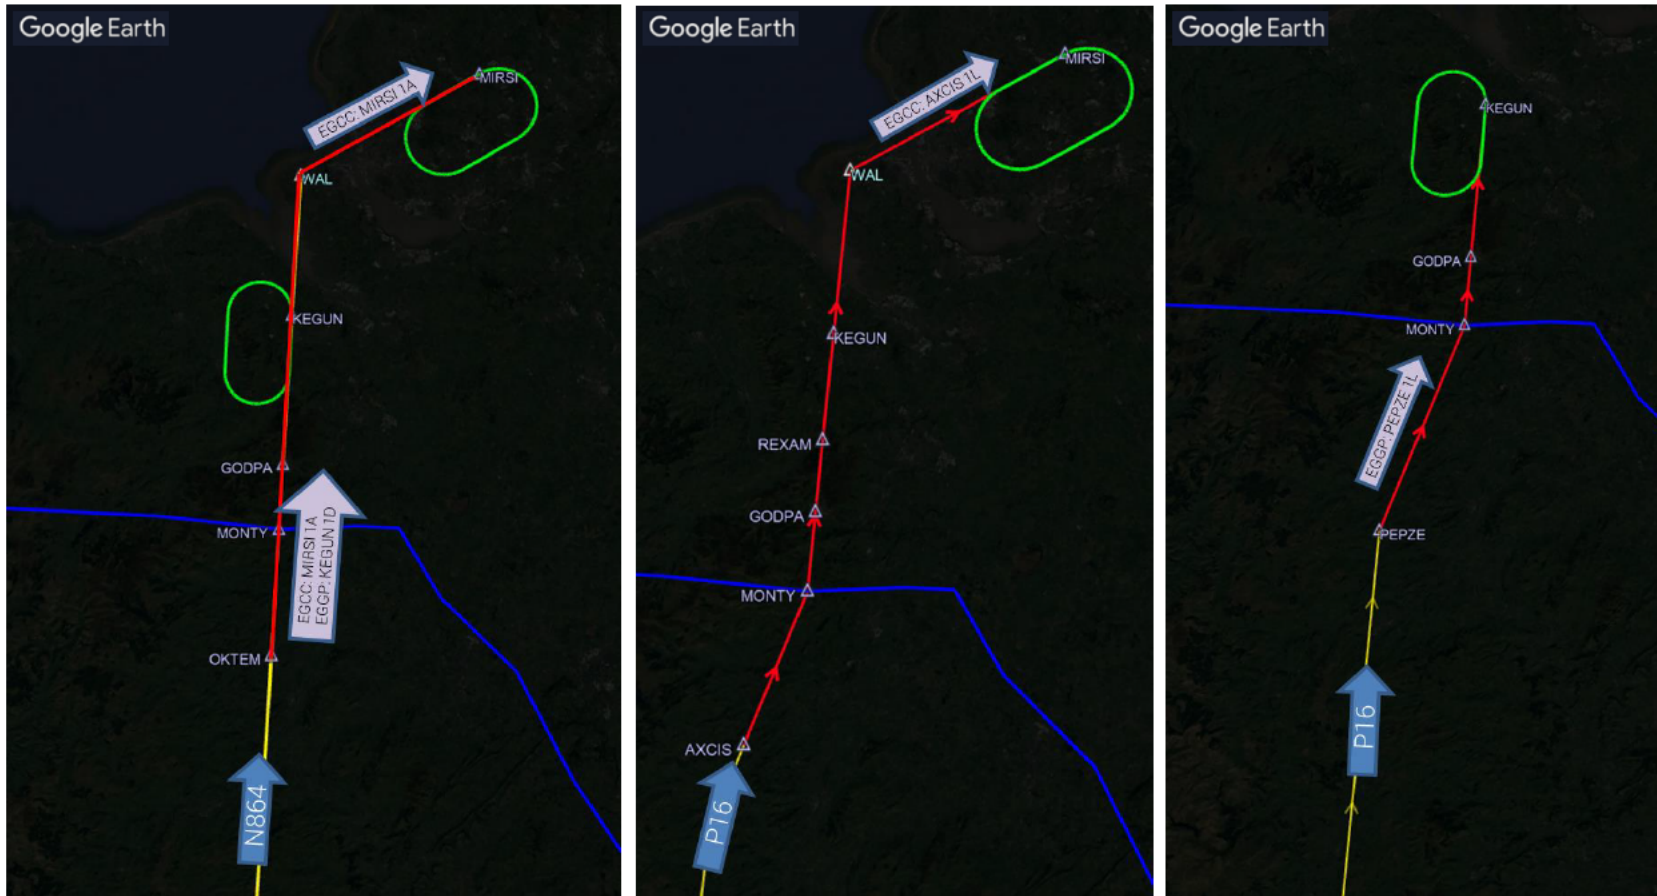 Google Earth
MIRSI
EGCC: MIRSI 1A
WAL
KEGUN
GODPA
MONTY
EGCC: MIRSI 1A
EGGP: KEGUN 1D
OKTEM
N864
Google Earth
MIRSI
EGCC: AXCIS 1L
WAL
KEGUN
REXAM
GODPA
MONTY
AXCIS
P16
Google Earth
KEGUN
GODPA
MONTY
EGGP: PEPZE 1L
PEPZE
P16